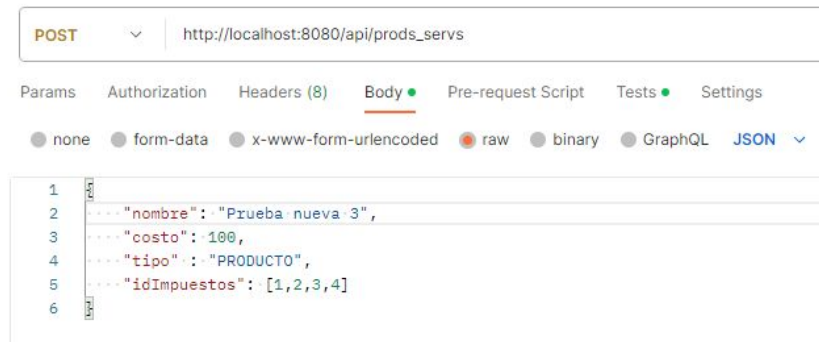 POST http://localhost:8080/api/prods_servs
Params Authorization Headers (8) Body Pre-request Script Tests Settings
none form-data x-www-form-urlencoded raw binary GraphQL JSON
1 {
2 "nombre": "Prueba nueva 3",
3 "costo": 100,
4 "tipo" : "PRODUCTO",
5 "idImpuestos": [1,2,3,4]
6 }